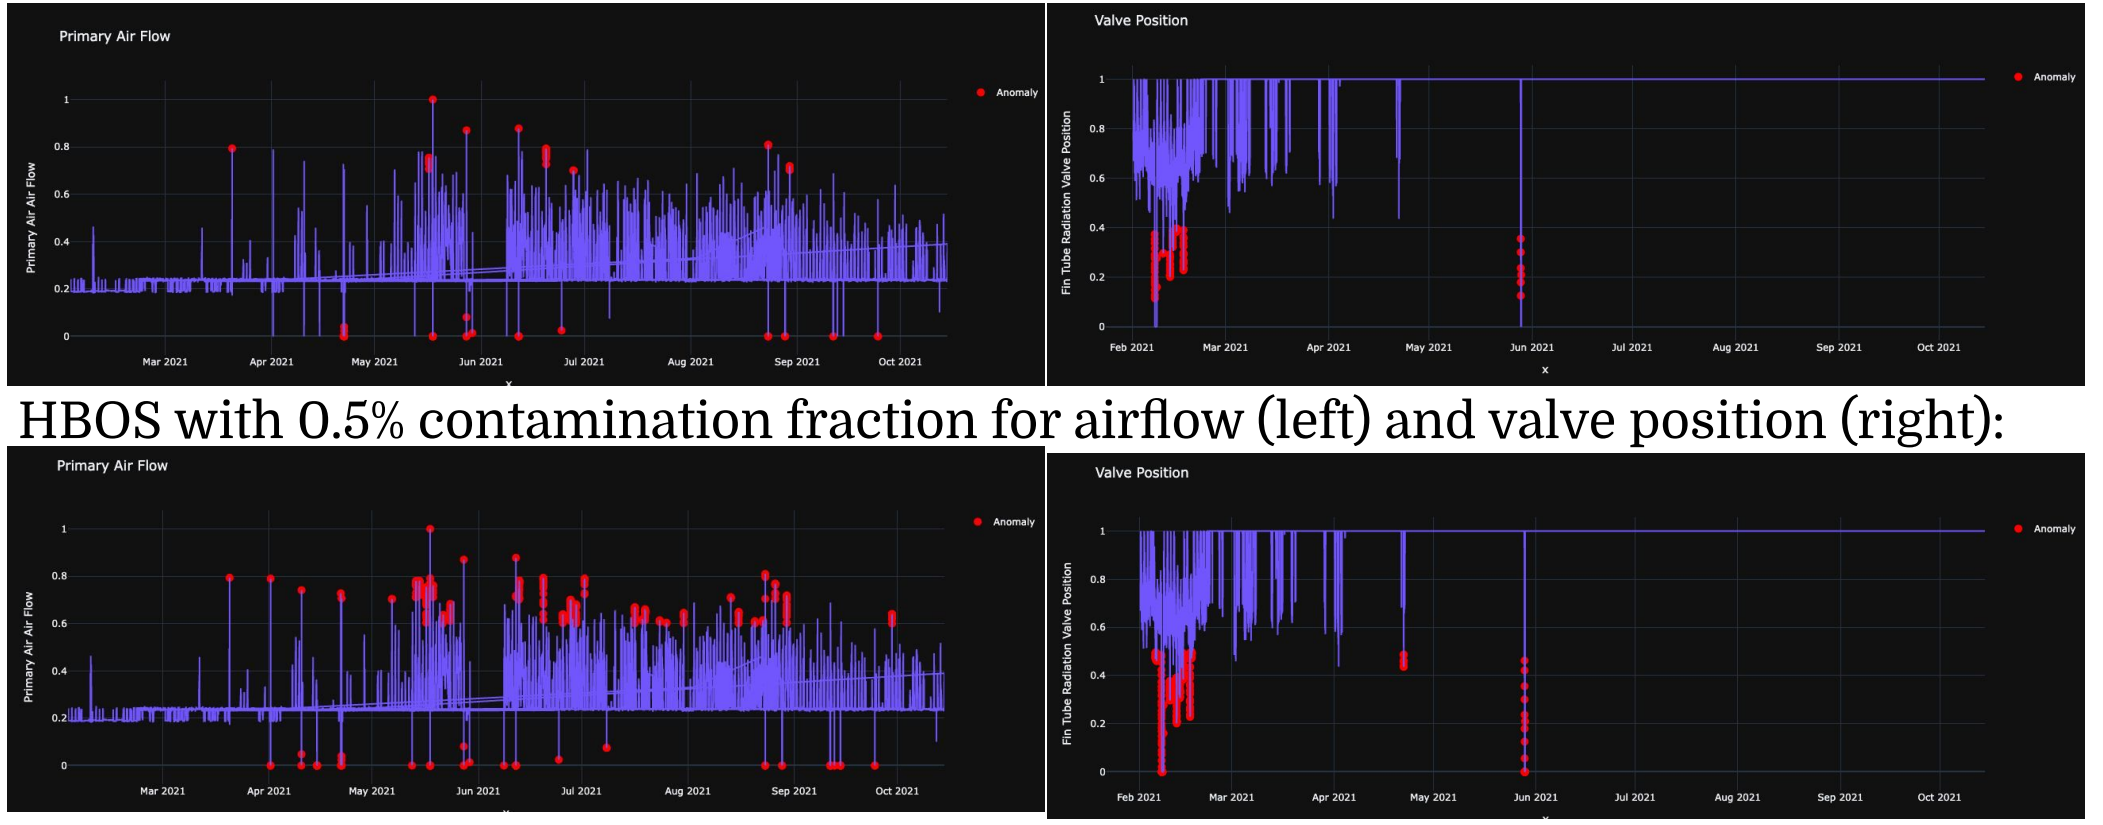 Primary Air Flow
Anomaly
Primary Air Air Flow
1
0.8
0.6
0.4
0.2
0
Mar 2021 Apr 2021 May 2021 Jun 2021 Jul 2021 Aug 2021 Sep 2021 Oct 2021
x
Valve Position
Anomaly
Fin Tube Radiation Valve Position
1
0.8
0.6
0.4
0.2
0
Feb 2021 Mar 2021 Apr 2021 May 2021 Jun 2021 Jul 2021 Aug 2021 Sep 2021 Oct 2021
x
HBOS with 0.5% contamination fraction for airflow (left) and valve position (right):
Primary Air Flow
Anomaly
Primary Air Air Flow
1
0.8
0.6
0.4
0.2
0
Mar 2021 Apr 2021 May 2021 Jun 2021 Jul 2021 Aug 2021 Sep 2021 Oct 2021
Valve Position
Anomaly
Fin Tube Radiation Valve Position
1
0.8
0.6
0.4
0.2
0
Feb 2021 Mar 2021 Apr 2021 May 2021 Jun 2021 Jul 2021 Aug 2021 Sep 2021 Oct 2021